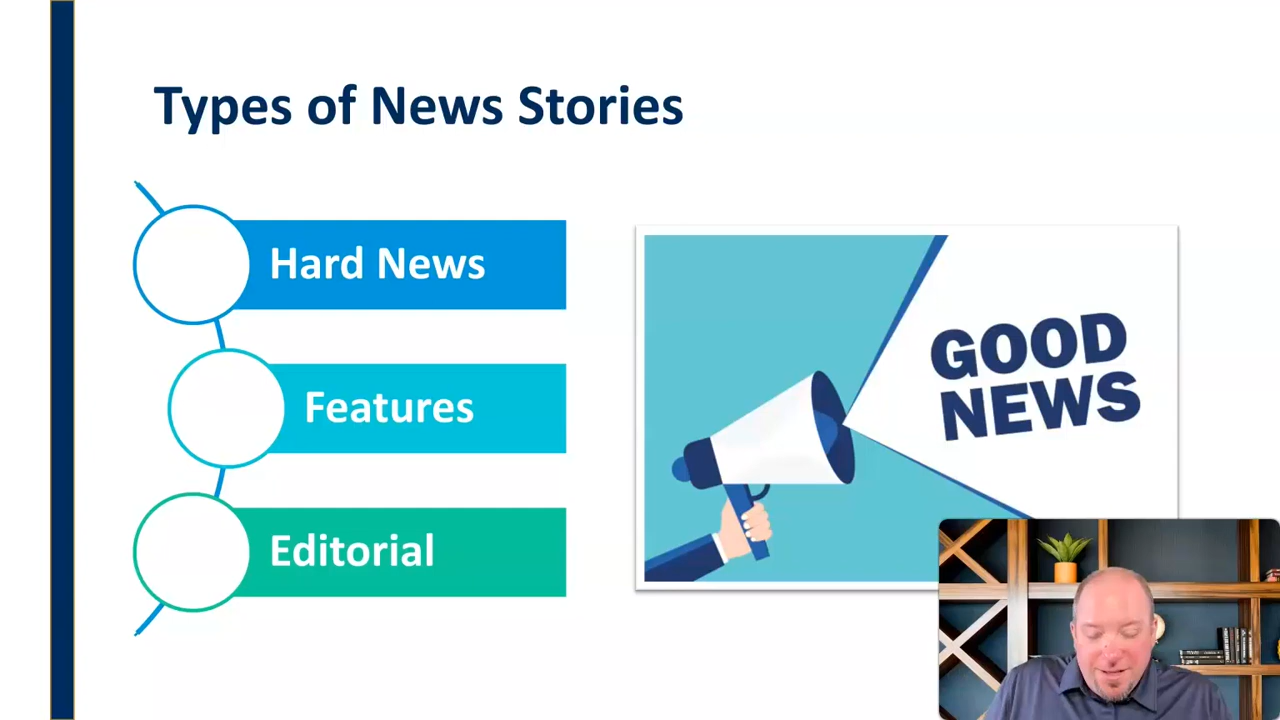 Types of News Stories
Hard News
Features
Editorial
GOOD
NEWS